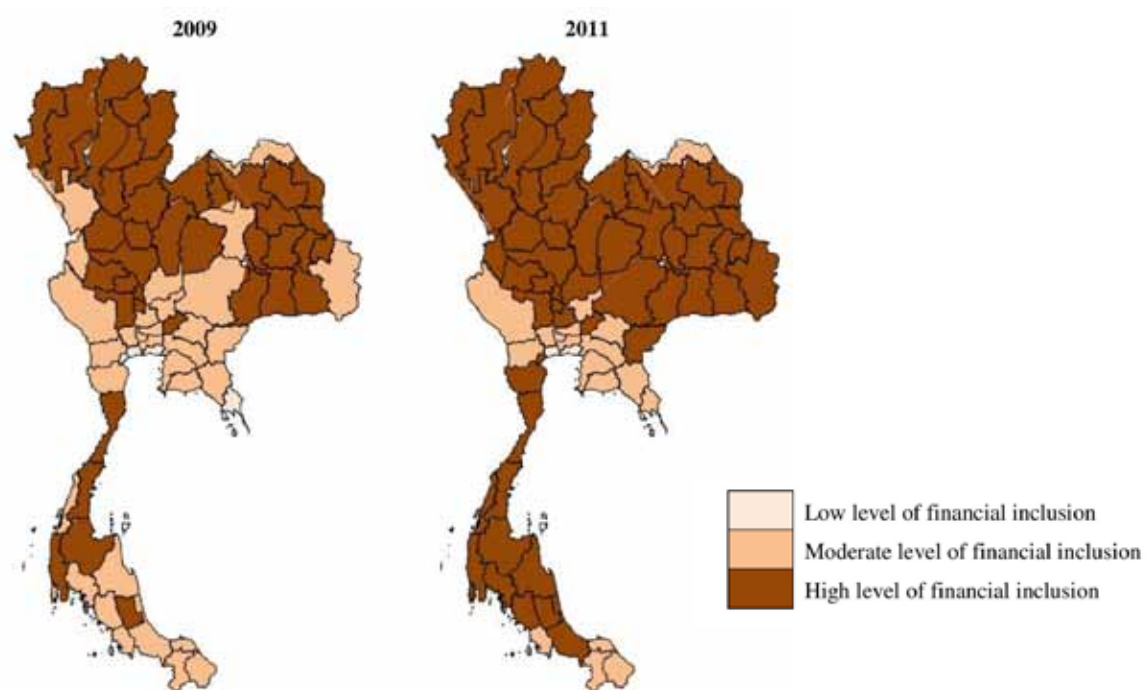 2009
2011
Low level of financial inclusion
Moderate level of financial inclusion
High level of financial inclusion